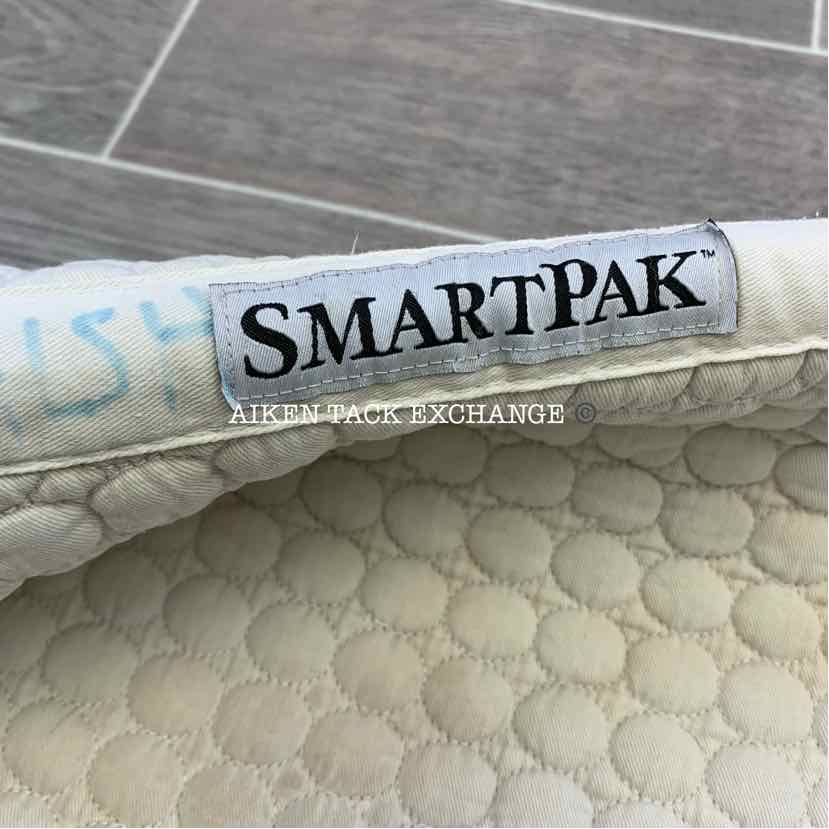 SMARTPAK™
AIKEN TACK EXCHANGE ©